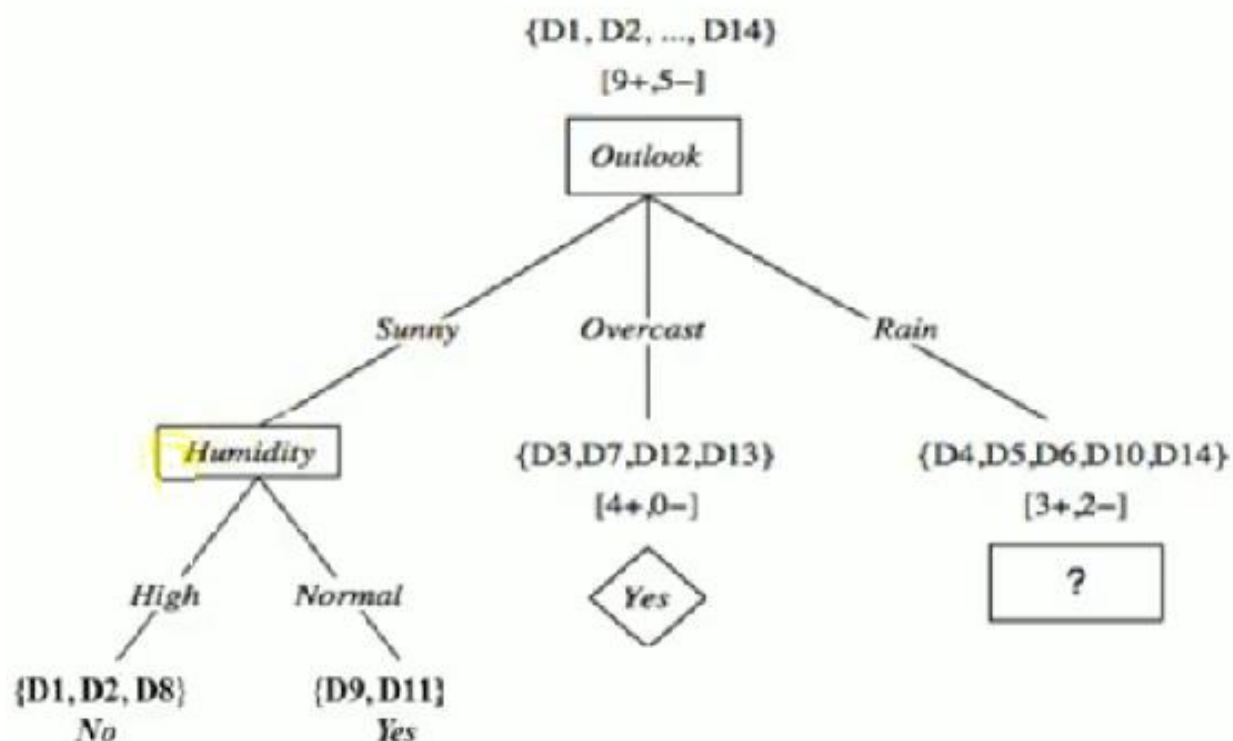 {D1, D2, ..., D14}
[9+,5−]
Outlook
Sunny
Overcast
Rain
Humidity
{D3,D7,D12,D13}
{D4,D5,D6,D10,D14}
[4+,0−]
[3+,2−]
Yes
?
High
Normal
{D1, D2, D8}
{D9, D11}
No
Yes